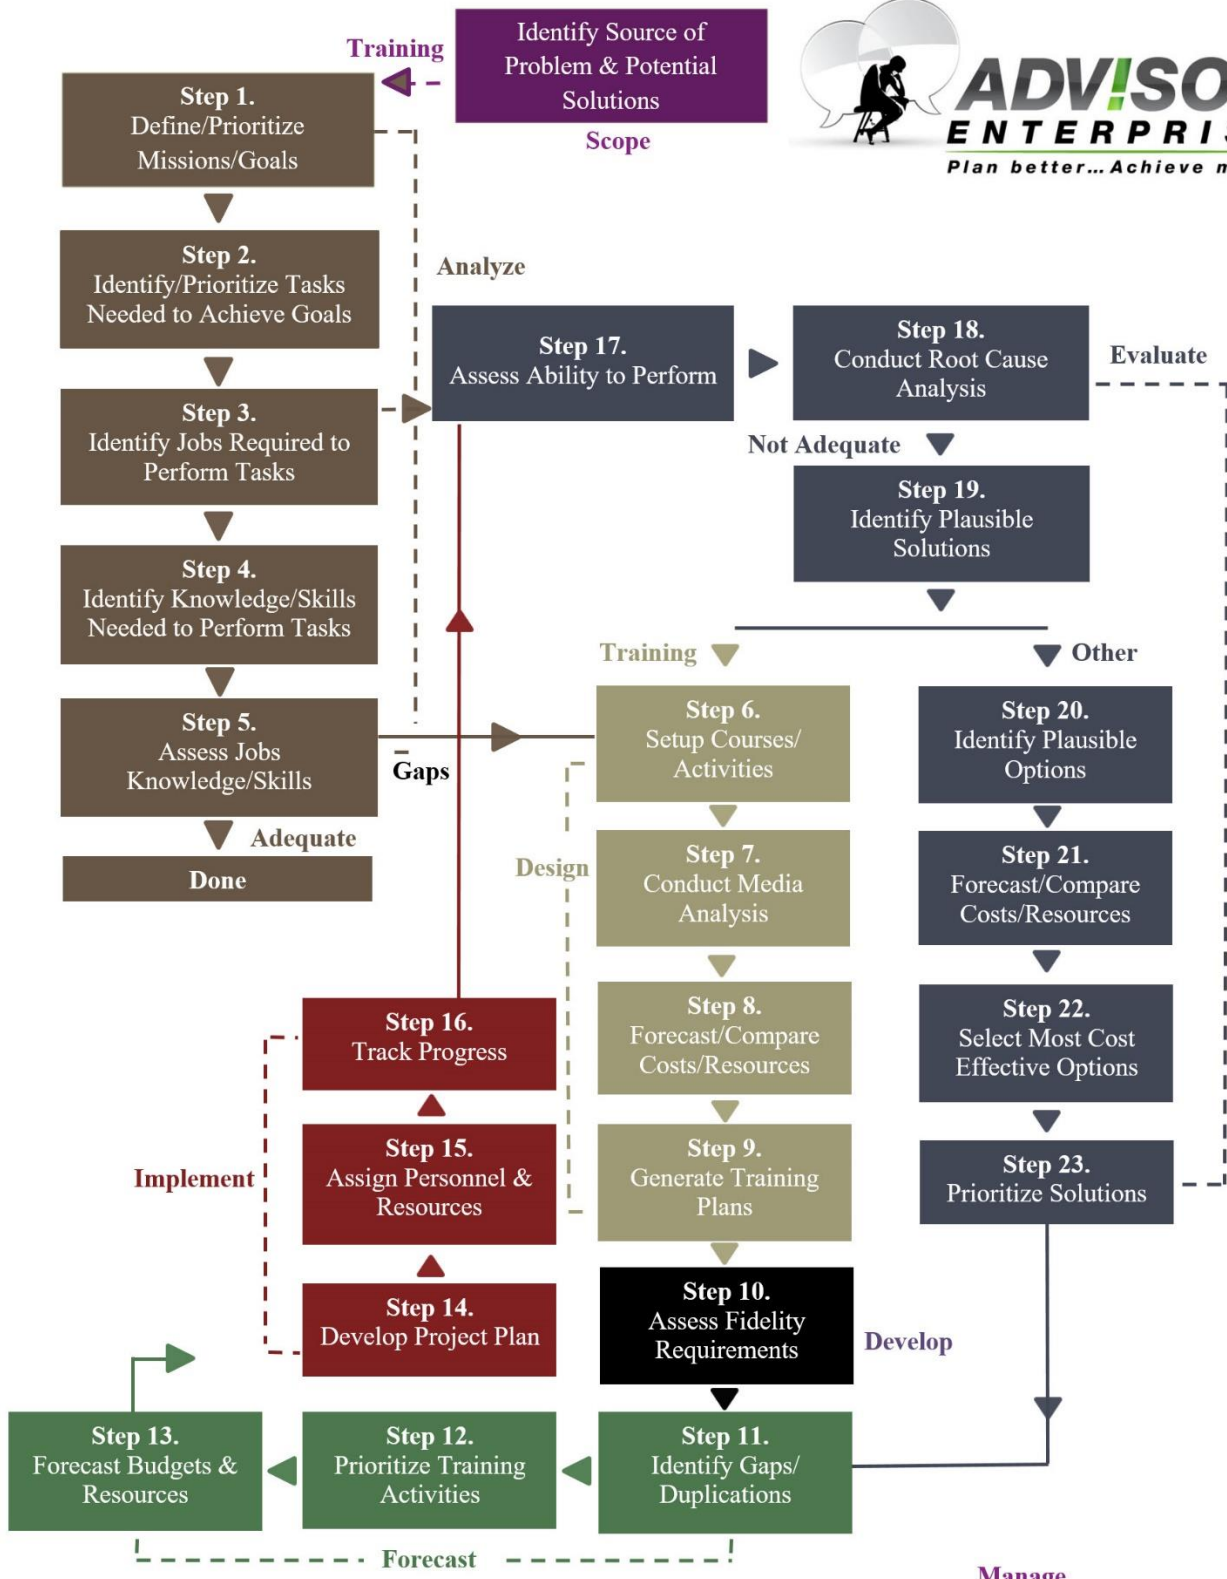 Identify Source of
Problem & Potential
Solutions
Training
Scope
ADV!SO
ENTERPRIS
Plan better... Achieve m
Step 1.
Define/Prioritize
Missions/Goals
Step 2.
Identify/Prioritize Tasks
Needed to Achieve Goals
Analyze
Step 3.
Identify Jobs Required to
Perform Tasks
Step 4.
Identify Knowledge/Skills
Needed to Perform Tasks
Step 5.
Assess Jobs
Knowledge/Skills
Gaps
Adequate
Done
Step 17.
Assess Ability to Perform
Step 18.
Conduct Root Cause
Analysis
Evaluate
Not Adequate
Step 19.
Identify Plausible
Solutions
Training
Other
Step 6.
Setup Courses/
Activities
Design
Step 7.
Conduct Media
Analysis
Step 8.
Forecast/Compare
Costs/Resources
Step 9.
Generate Training
Plans
Step 20.
Identify Plausible
Options
Step 21.
Forecast/Compare
Costs/Resources
Step 22.
Select Most Cost
Effective Options
Step 23.
Prioritize Solutions
Step 16.
Track Progress
Implement
Step 15.
Assign Personnel &
Resources
Step 14.
Develop Project Plan
Step 10.
Assess Fidelity
Requirements
Develop
Step 13.
Forecast Budgets &
Resources
Step 12.
Prioritize Training
Activities
Step 11.
Identify Gaps/
Duplications
Forecast
Manage